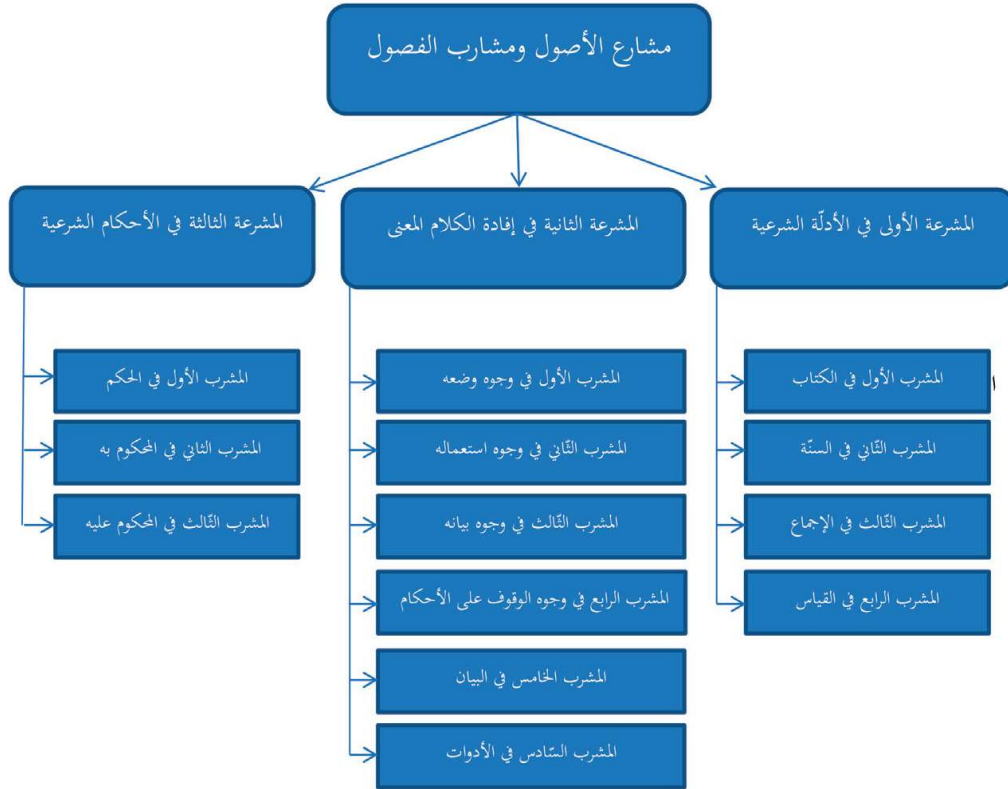 مشارع الأصول ومشارب الفصول
المشرعة الأولى في الأدلّة الشرعية
المشرب الأول في الكتاب
المشرب الثّاني في السنّة
المشرب الثّالث في الإجماع
المشرب الرابع في القياس
ا
المشرعة الثانية في إفادة الكلام المعنى
المشرب الأول في وجوه وضعه
المشرب الثّاني في وجوه استعماله
المشرب الثّالث في وجوه بيانه
المشرب الرابع في وجوه الوقوف على الأحكام
المشرب الخامس في البيان
المشرب السّادس في الأدوات
المشرعة الثالثة في الأحكام الشرعية
المشرب الأول في الحكم
المشرب الثاني في المحكوم به
المشرب الثّالث في المحكوم عليه